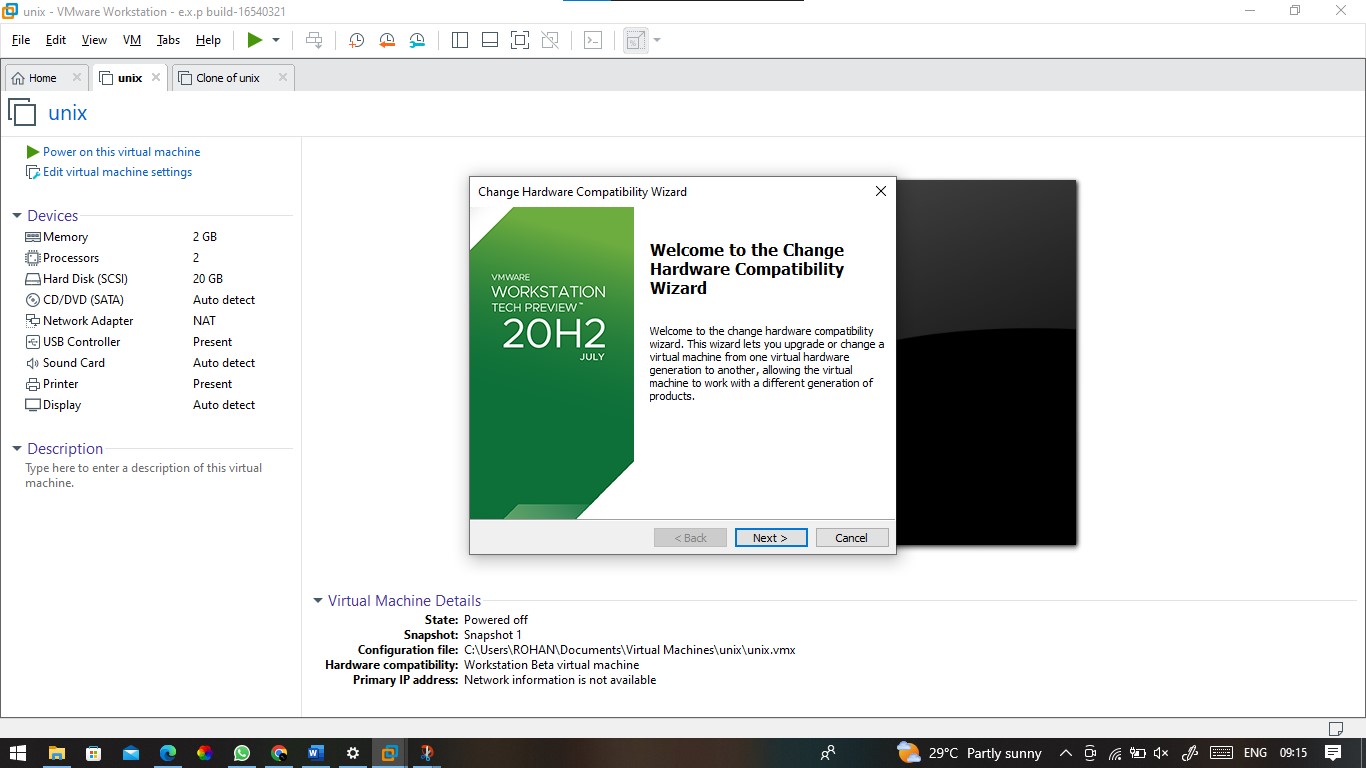 unix - VMware Workstation - e.x.p build-16540321
File Edit View VM Tabs Help
Home unix Clone of unix
unix
Power on this virtual machine
Edit virtual machine settings
Devices
Memory 2 GB
Processors 2
Hard Disk (SCSI) 20 GB
CD/DVD (SATA) Auto detect
Network Adapter NAT
USB Controller Present
Sound Card Auto detect
Printer Present
Display Auto detect
Description
Type here to enter a description of this virtual
machine.
Change Hardware Compatibility Wizard
VMWARE
WORKSTATION
TECH PREVIEW™
20H2
JULY
Welcome to the Change
Hardware Compatibility
Wizard
Welcome to the change hardware compatibility
wizard. This wizard lets you upgrade or change a
virtual machine from one virtual hardware
generation to another, allowing the virtual
machine to work with a different generation of
products.
< Back Next > Cancel
Virtual Machine Details
State: Powered off
Snapshot: Snapshot 1
Configuration file: C:\Users\ROHAN\Documents\Virtual Machines\unix\unix.vmx
Hardware compatibility: Workstation Beta virtual machine
Primary IP address: Network information is not available
29°C Partly sunny ENG 09:15